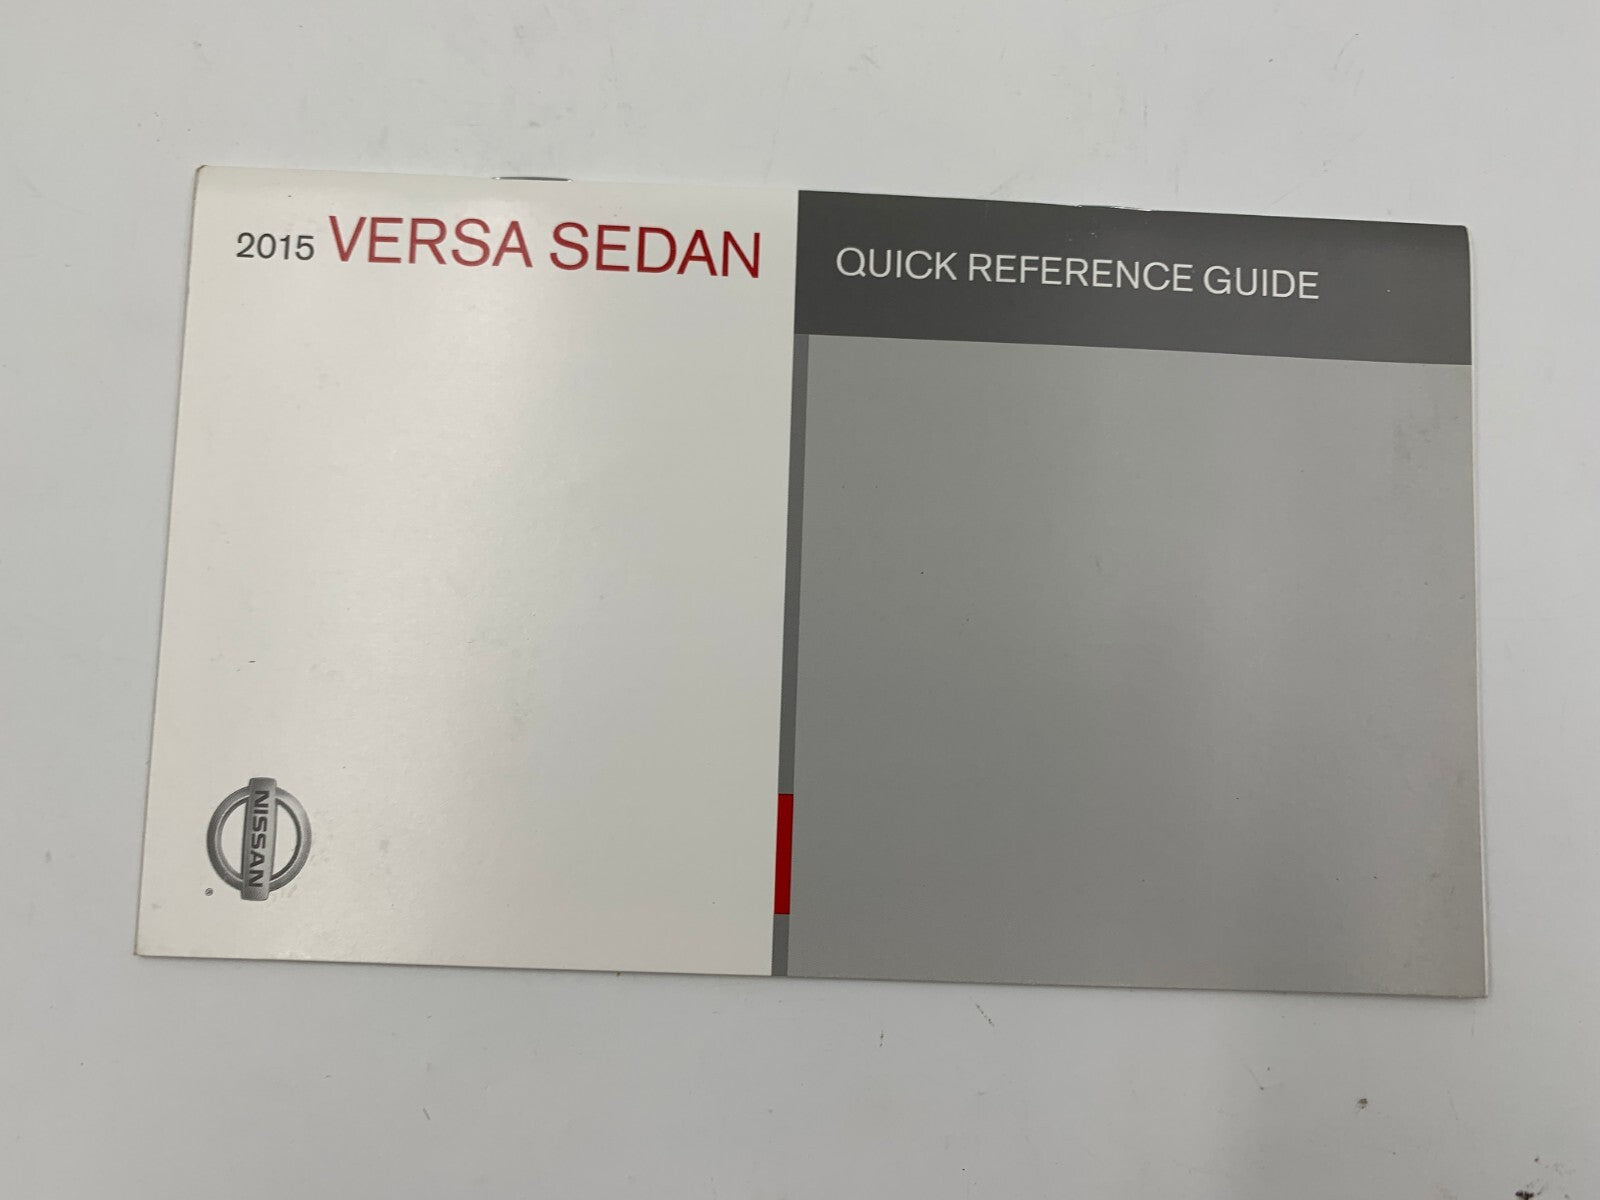 2015 VERSA SEDAN
QUICK REFERENCE GUIDE
NISSAN
®